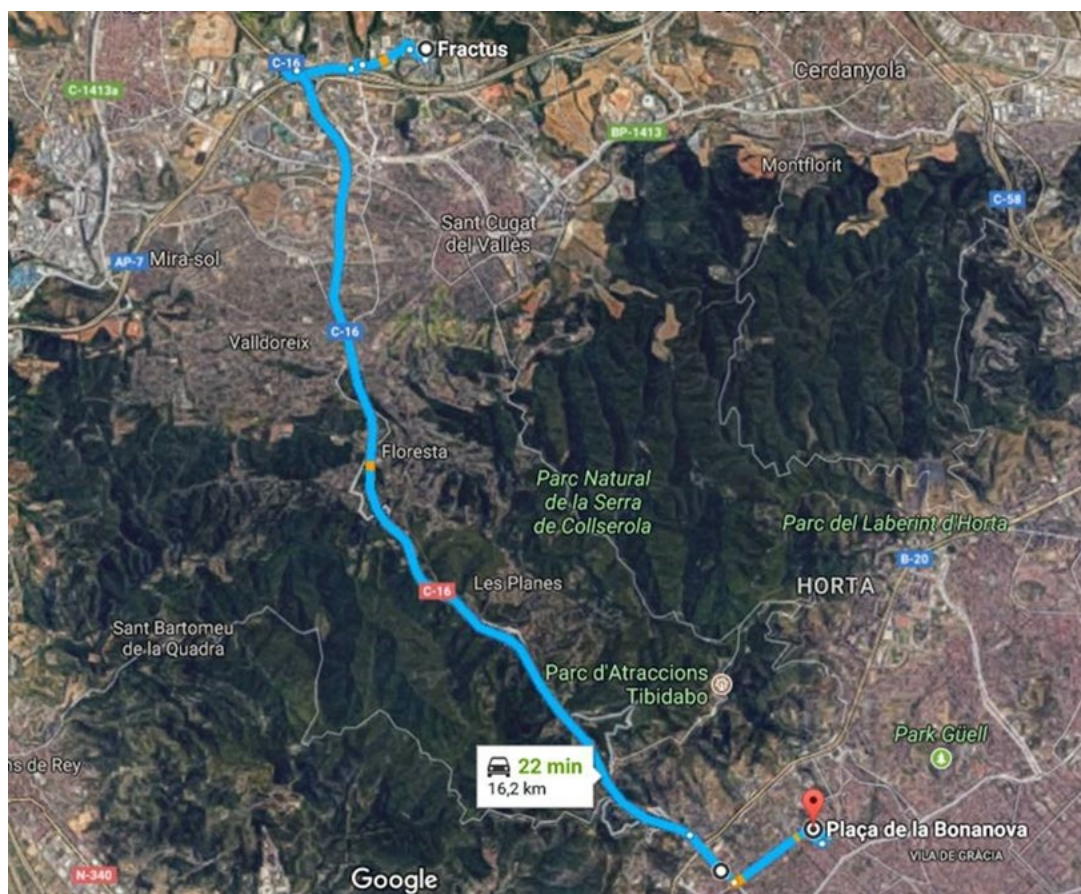 Fractus
C-16
Cerdanyola
C-1413a
BP-1413
Montflorit
C-58
Sant Cugat
del Vallès
AP-7
Mira-sol
C-16
Valldoreix
Floresta
Parc Natural
de la Serra
de Collserola
Parc del Laberint d'Horta
B-20
Les Planes
HORTA
C-16
Sant Bartomeu
de la Quadra
Parc d'Atraccions
Tibidabo
Park Güell
ns de Rey
22 min
16,2 km
Plaça de la Bonanova
VILA DE GRÀCIA
N-340
Google